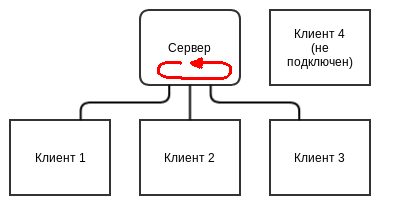 Сервер
Клиент 4
(не
подключен)
Клиент 1
Клиент 2
Клиент 3